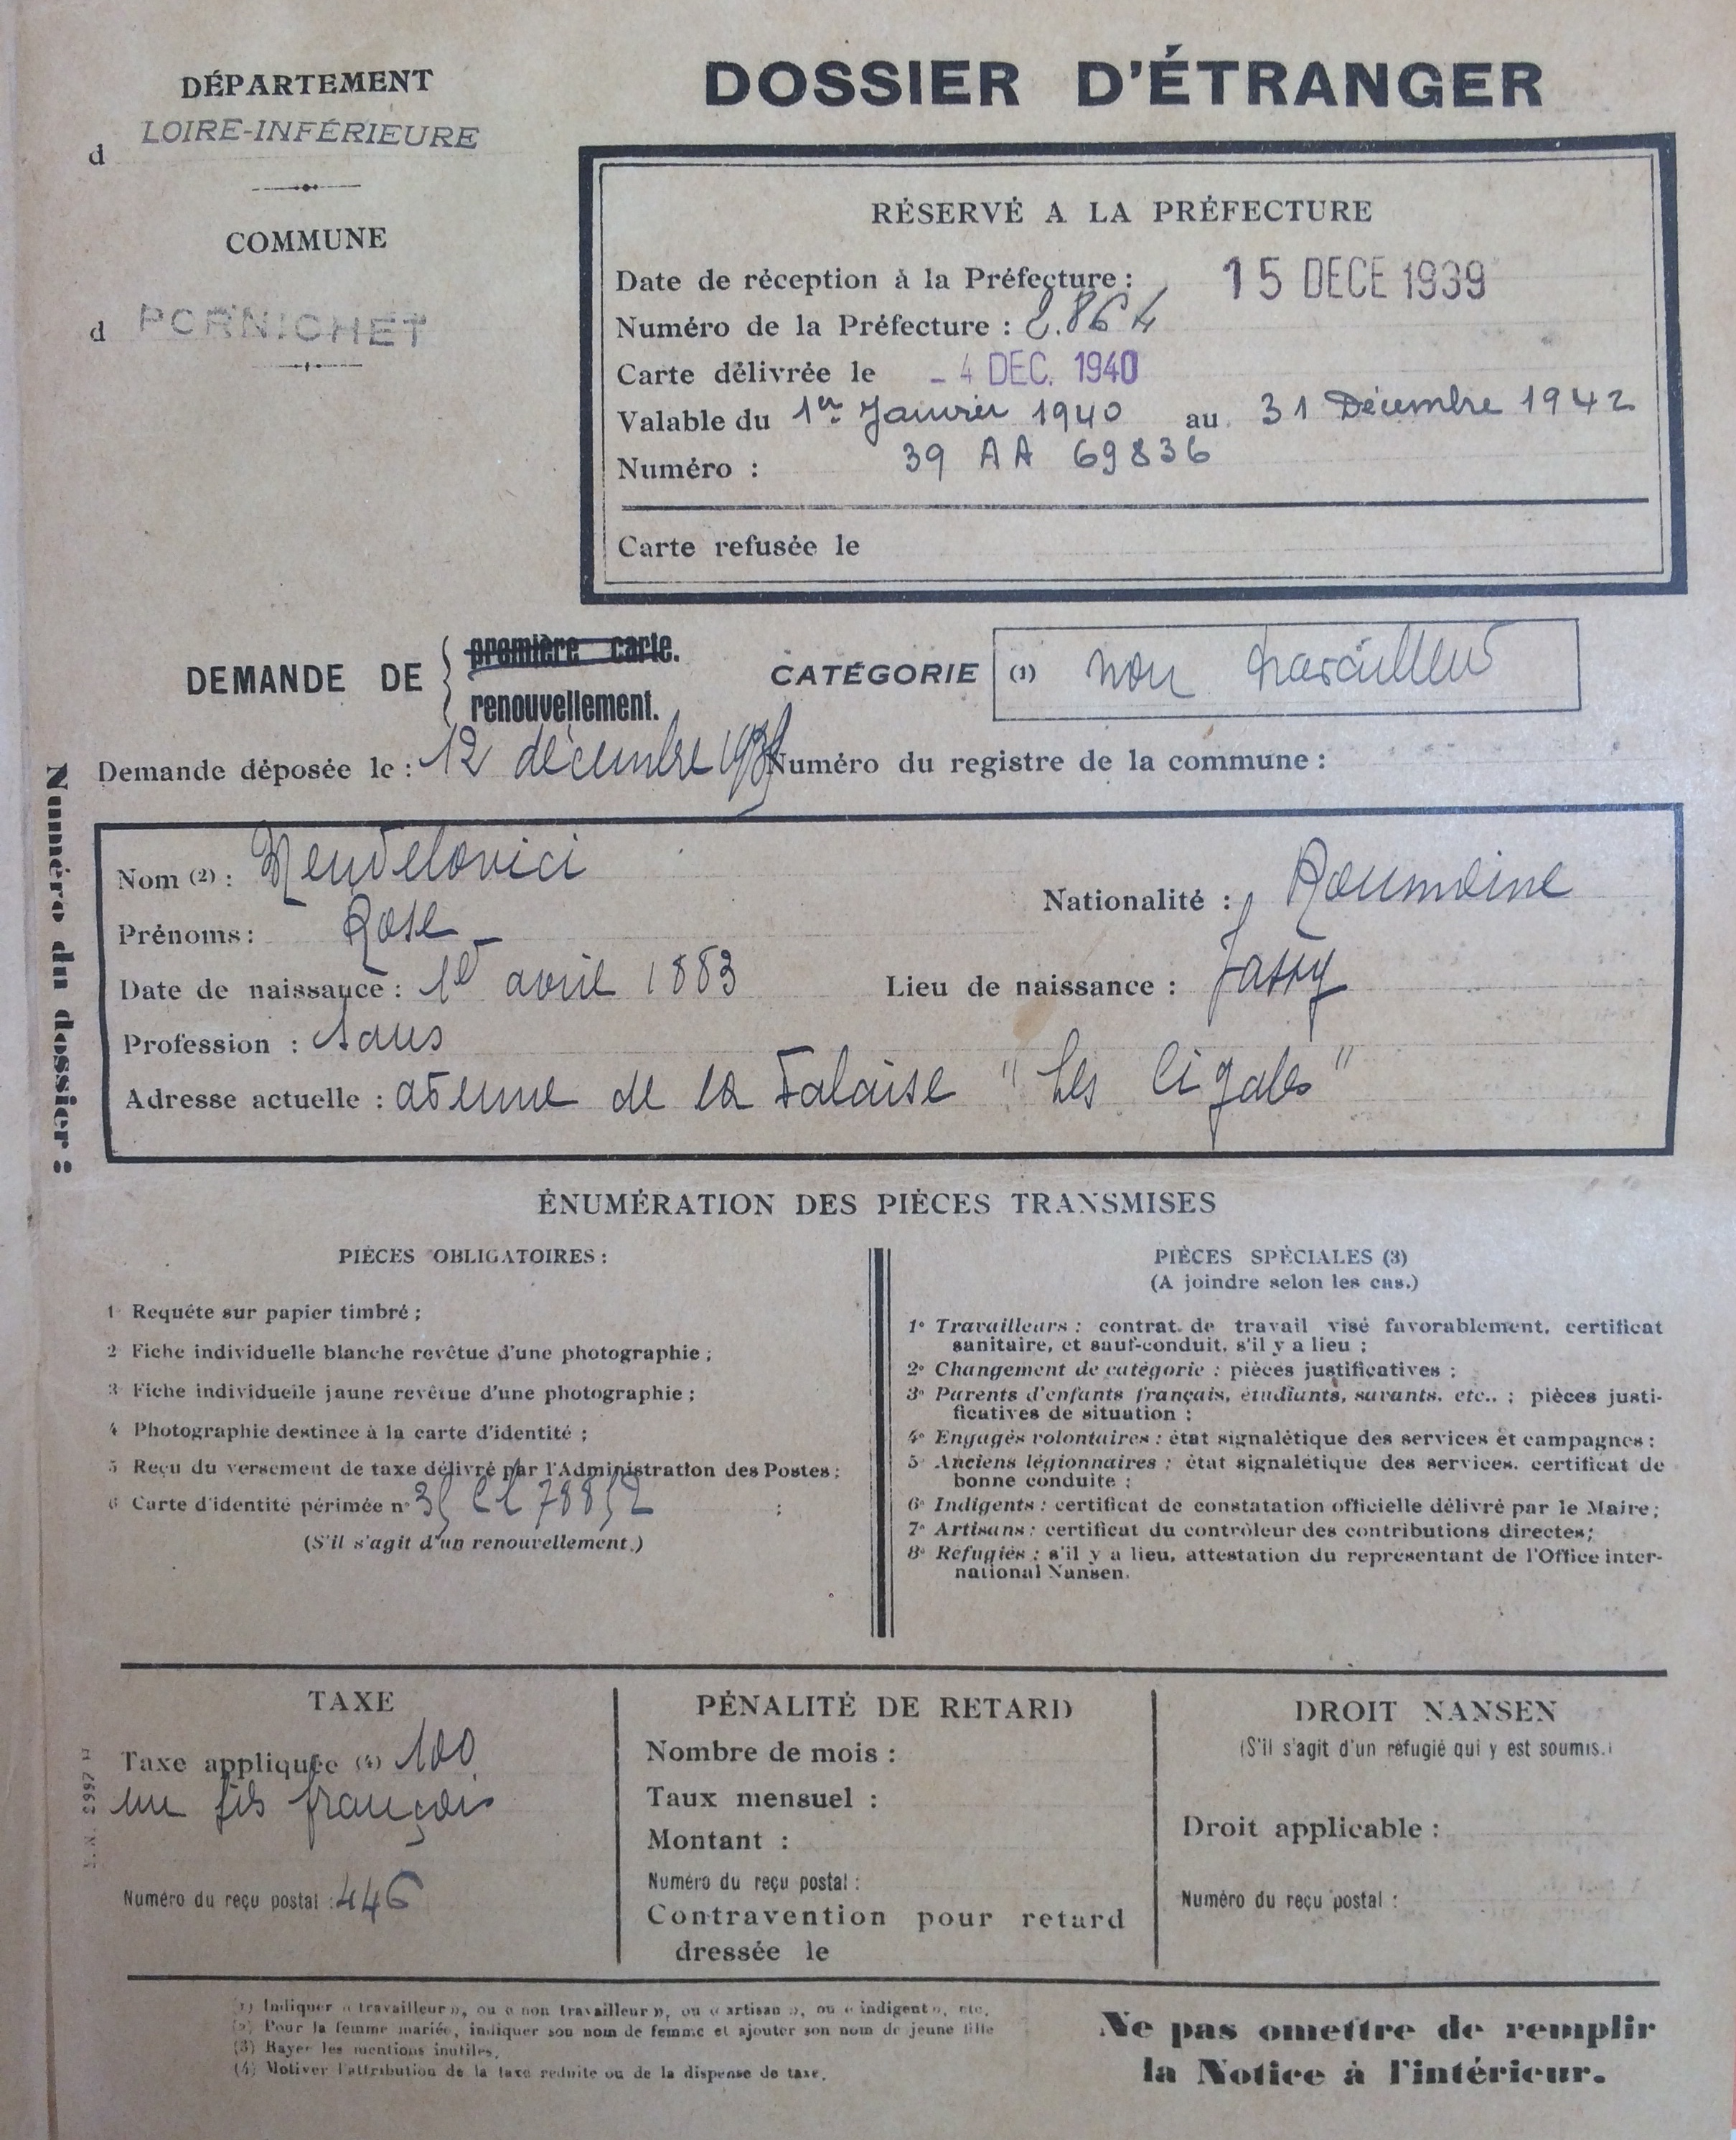 DÉPARTEMENT
d LOIRE-INFÉRIEURE
COMMUNE
d PORNICHET
DOSSIER D'ÉTRANGER
RÉSERVÉ A LA PRÉFECTURE
Date de réception à la Préfecture : 15 DECE 1939
Numéro de la Préfecture : 2.864
Carte délivrée le - 4 DEC. 1940
Valable du 1er Janvier 1940 au 31 Décembre 1942
Numéro : 39 AA 69836
Carte refusée le
DEMANDE DE
première carte.
renouvellement.
CATÉGORIE (1) non travailleur
Demande déposée le : 12 décembre 1939 Numéro du registre de la commune :
Numéro du dossier :
Nom (2) : Mendelovici
Nationalité : Roumaine
Prénoms : Rose
Date de naissance : 1e avril 1883 Lieu de naissance : Jassy
Profession : Sans
Adresse actuelle : avenue de la Falaise "Les Cigales"
ÉNUMÉRATION DES PIÈCES TRANSMISES
PIÈCES OBLIGATOIRES :
1 Requête sur papier timbré ;
2 Fiche individuelle blanche revêtue d'une photographie ;
3 Fiche individuelle jaune revêtue d'une photographie ;
4 Photographie destinée à la carte d'identité ;
5 Reçu du versement de taxe délivré par l'Administration des Postes ;
6 Carte d'identité périmée n° ;
(S'il s'agit d'un renouvellement.)
PIÈCES SPÉCIALES (3)
(A joindre selon les cas.)
1° Travailleurs : contrat de travail visé favorablement, certificat
sanitaire, et sauf-conduit, s'il y a lieu ;
2° Changement de catégorie : pièces justificatives ;
3° Parents d'enfants français, étudiants, savants, etc.. ; pièces justi-
ficatives de situation ;
4° Engagés volontaires : état signalétique des services et campagnes ;
5° Anciens légionnaires : état signalétique des services, certificat de
bonne conduite ;
6° Indigents : certificat de constatation officielle délivré par le Maire ;
7° Artisans : certificat du contrôleur des contributions directes ;
8° Réfugiés : s'il y a lieu, attestation du représentant de l'Office inter-
national Nansen.
TAXE
Taxe appliquée (4) 100
un fils français
Numéro du reçu postal : 446
PÉNALITÉ DE RETARD
Nombre de mois :
Taux mensuel :
Montant :
Numéro du reçu postal :
Contravention pour retard
dressée le
DROIT NANSEN
(S'il s'agit d'un réfugié qui y est soumis.)
Droit applicable :
Numéro du reçu postal :
(1) Indiquer « travailleur », ou « non travailleur », ou « artisan », ou « indigent », etc.
(2) Pour la femme mariée, indiquer son nom de femme et ajouter son nom de jeune fille
(3) Rayer les mentions inutiles.
(4) Motiver l'attribution de la taxe réduite ou de la dispense de taxe.
Ne pas omettre de remplir
la Notice à l'intérieur.